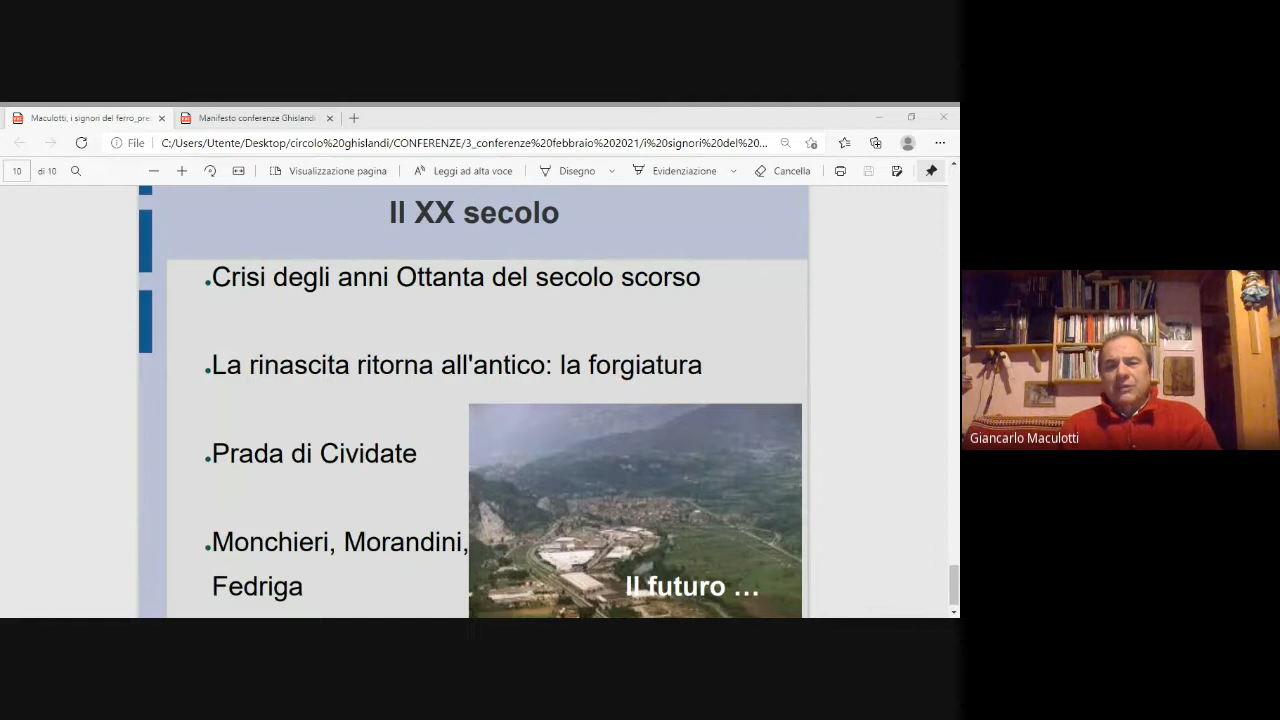 Maculotti, i signori del ferro_pre
Manifesto conferenze Ghislandi
File
C:/Users/Utente/Desktop/circolo%20ghislandi/CONFERENZE/3_conferenze%20febbraio%202021/i%20signori%20del%20...
10 di 10
Visualizzazione pagina
Leggi ad alta voce
Disegno
Evidenziazione
Cancella
Il XX secolo
.Crisi degli anni Ottanta del secolo scorso
.La rinascita ritorna all'antico: la forgiatura
.Prada di Cividate
.Monchieri, Morandini,
Fedriga
Il futuro ...
Giancarlo Maculotti